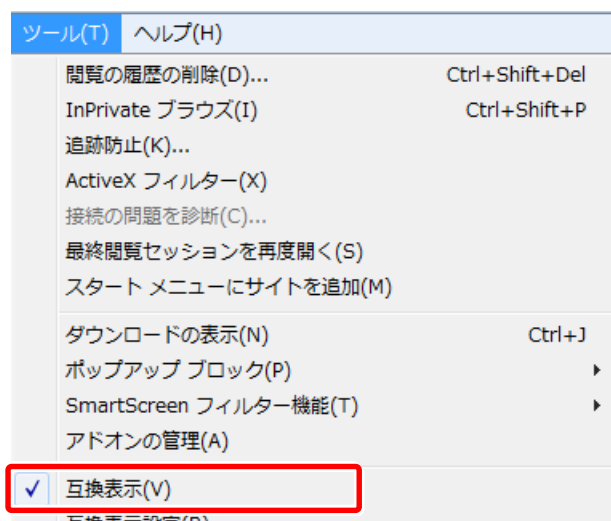 ツール(T) ヘルプ(H)
閲覧の履歴の削除(D)... Ctrl+Shift+Del
InPrivate ブラウズ(I) Ctrl+Shift+P
追跡防止(K)...
ActiveX フィルター(X)
接続の問題を診断(C)...
最終閲覧セッションを再度開く(S)
スタート メニューにサイトを追加(M)
ダウンロードの表示(N) Ctrl+J
ポップアップ ブロック(P)
SmartScreen フィルター機能(T)
アドオンの管理(A)
互換表示(V)